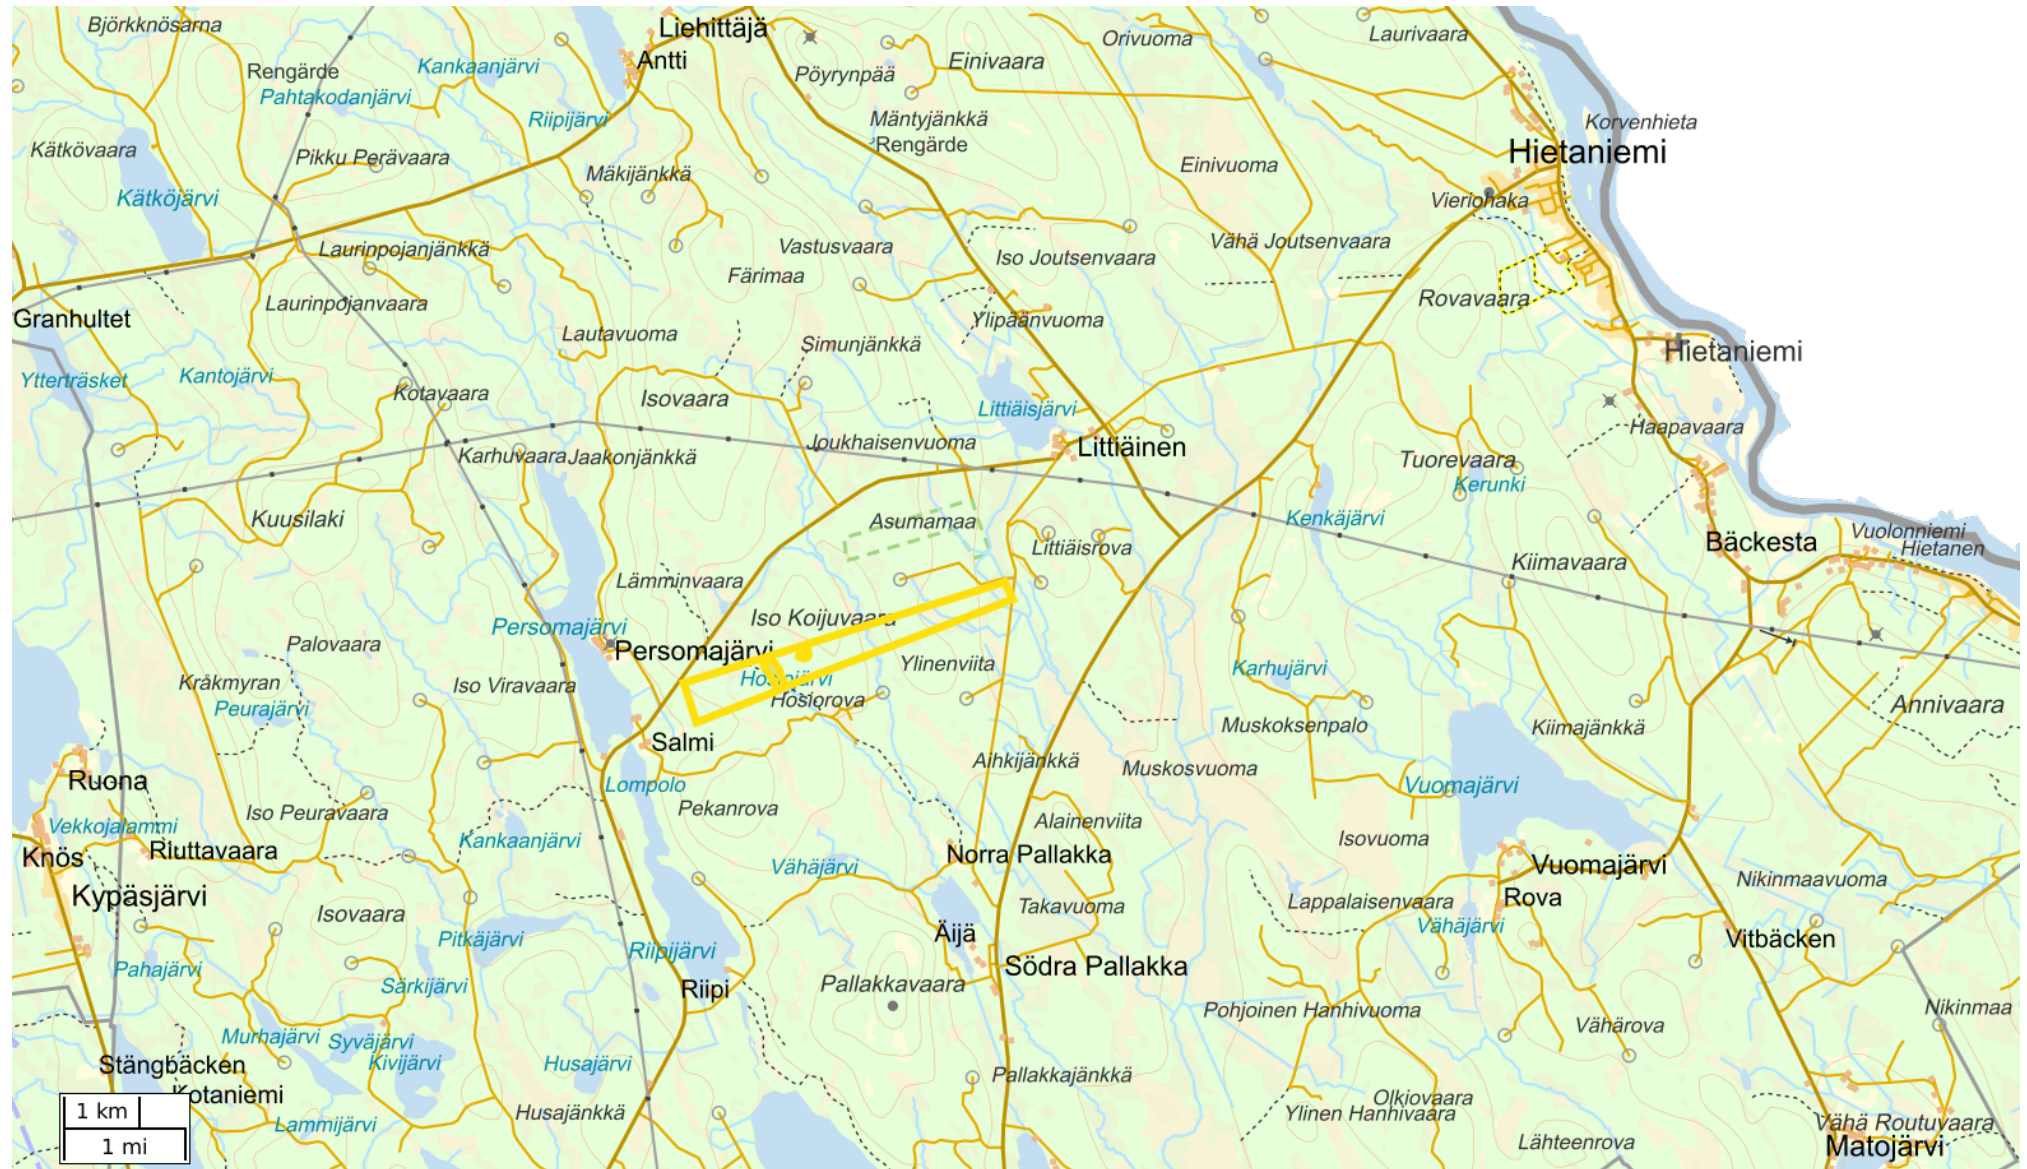 Björkknösarna
Liehittäjä
Antti
Orivuoma
Laurivaara
Rengärde
Kankaanjärvi
Pahtakodanjärvi
Pöyrynpää
Einivaara
Riipijärvi
Mäntyjänkkä
Rengärde
Korvenhieta
Hietaniemi
Kätkövaara
Pikku Perävaara
Mäkijänkkä
Einivuoma
Kätköjärvi
Vieriohaka
Laurinpojanjänkkä
Vastusvaara
Iso Joutsenvaara
Vähä Joutsenvaara
Färimaa
Laurinpojanvaara
Rovavaara
Granhultet
Lautavuoma
Simunjänkkä
Ylipäänvuoma
Hietaniemi
Ytterträsket
Kantojärvi
Kotavaara
Isovaara
Littiäisjärvi
Haapavaara
Karhuvaara
Jaakonjänkkä
Joukhaisenvuoma
Littiäinen
Tuorevaara
Kerunki
Kuusilaki
Asumamaa
Kenkäjärvi
Littiäisrova
Bäckesta
Vuolonniemi
Hietanen
Kiimavaara
Lämminvaara
Persomajärvi
Iso Koijuvaara
Palovaara
Persomajärvi
Ylinenviita
Karhujärvi
Kråkmyran
Iso Viravaara
Hosiojärvi
Hosiorova
Peurajärvi
Muskoksenpalo
Kiimajänkkä
Annivaara
Salmi
Aihkijänkkä
Muskosvuoma
Ruona
Lompolo
Vuomajärvi
Iso Peuravaara
Pekanrova
Alainenviita
Vekkojalammi
Kankaanjärvi
Isovuoma
Knös
Riuttavaara
Vähäjärvi
Norra Pallakka
Vuomajärvi
Kypäsjärvi
Nikinmaavuoma
Isovaara
Takavuoma
Lappalaisenvaara
Rova
Pitkäjärvi
Riipijärvi
Äijä
Vähäjärvi
Vitbäcken
Pahajärvi
Södra Pallakka
Särkijärvi
Riipi
Pallakkavaara
Pohjoinen Hanhivuoma
Nikinmaa
Murhajärvi
Syväjärvi
Vähärova
Stängbäcken
Kivijärvi
Husajärvi
Pallakkajänkkä
Kotaniemi
Olkiovaara
Husajänkkä
Ylinen Hanhivaara
Lammijärvi
Vähä Routuvaara
Lähteenrova
Matojärvi
1 km
1 mi